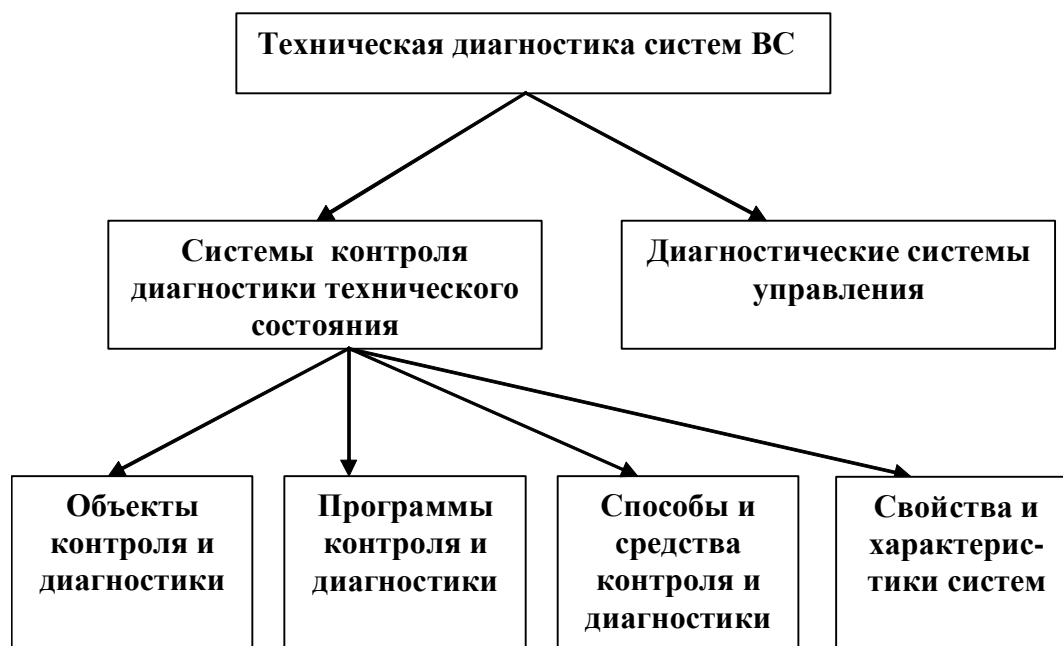 Техническая диагностика систем ВС
Системы контроля
диагностики технического
состояния
Диагностические системы
управления
Объекты
контроля и
диагностики
Программы
контроля и
диагностики
Способы и
средства
контроля и
диагностики
Свойства и
характерис-
тики систем